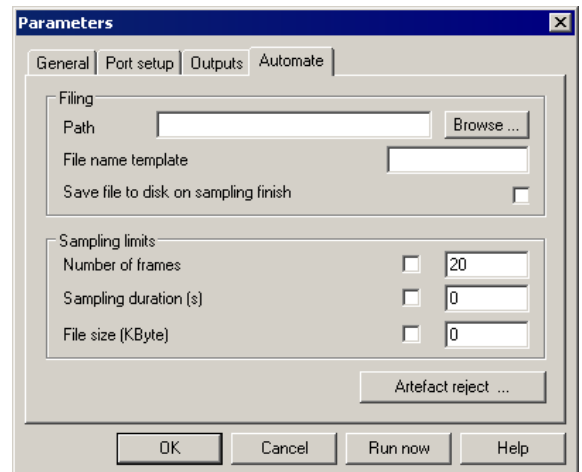 Parameters
General Port setup Outputs Automate
Filing
Path Browse ...
File name template
Save file to disk on sampling finish
Sampling limits
Number of frames 20
Sampling duration (s) 0
File size (KByte) 0
Artefact reject ...
OK Cancel Run now Help